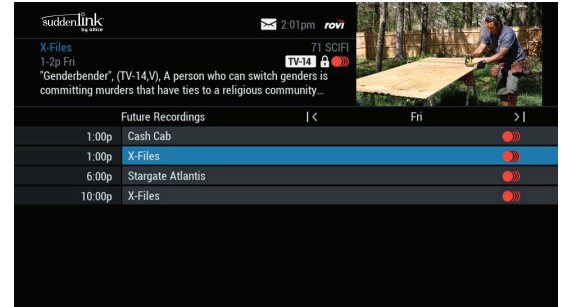 suddenlink
by altice
2:01pm rovi
X-Files 71 SCIFI
1-2p Fri TV-14
"Genderbender", (TV-14,V), A person who can switch genders is
committing murders that have ties to a religious community...
Future Recordings |< Fri >|
1:00p Cash Cab
1:00p X-Files
6:00p Stargate Atlantis
10:00p X-Files